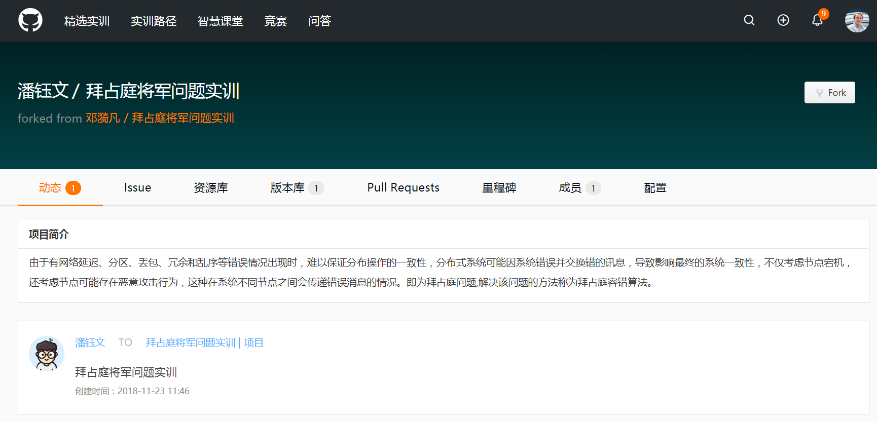 精选实训 实训路径 智慧课堂 竞赛 问答 9
潘钰文 / 拜占庭将军问题实训
Fork
forked from 邓漪凡 / 拜占庭将军问题实训
动态 1 Issue 资源库 版本库 1 Pull Requests 里程碑 成员 1 配置
项目简介
由于有网络延迟、分区、丢包、冗余和乱序等错误情况出现时，难以保证分布操作的一致性，分布式系统可能因系统错误并交换错的讯息，导致影响最终的系统一致性，不仅考虑节点宕机，
还考虑节点可能存在恶意攻击行为，这种在系统不同节点之间会传递错误消息的情况。即为拜占庭问题,解决该问题的方法称为拜占庭容错算法。
潘钰文 TO 拜占庭将军问题实训 | 项目
拜占庭将军问题实训
创建时间：2018-11-23 11:46